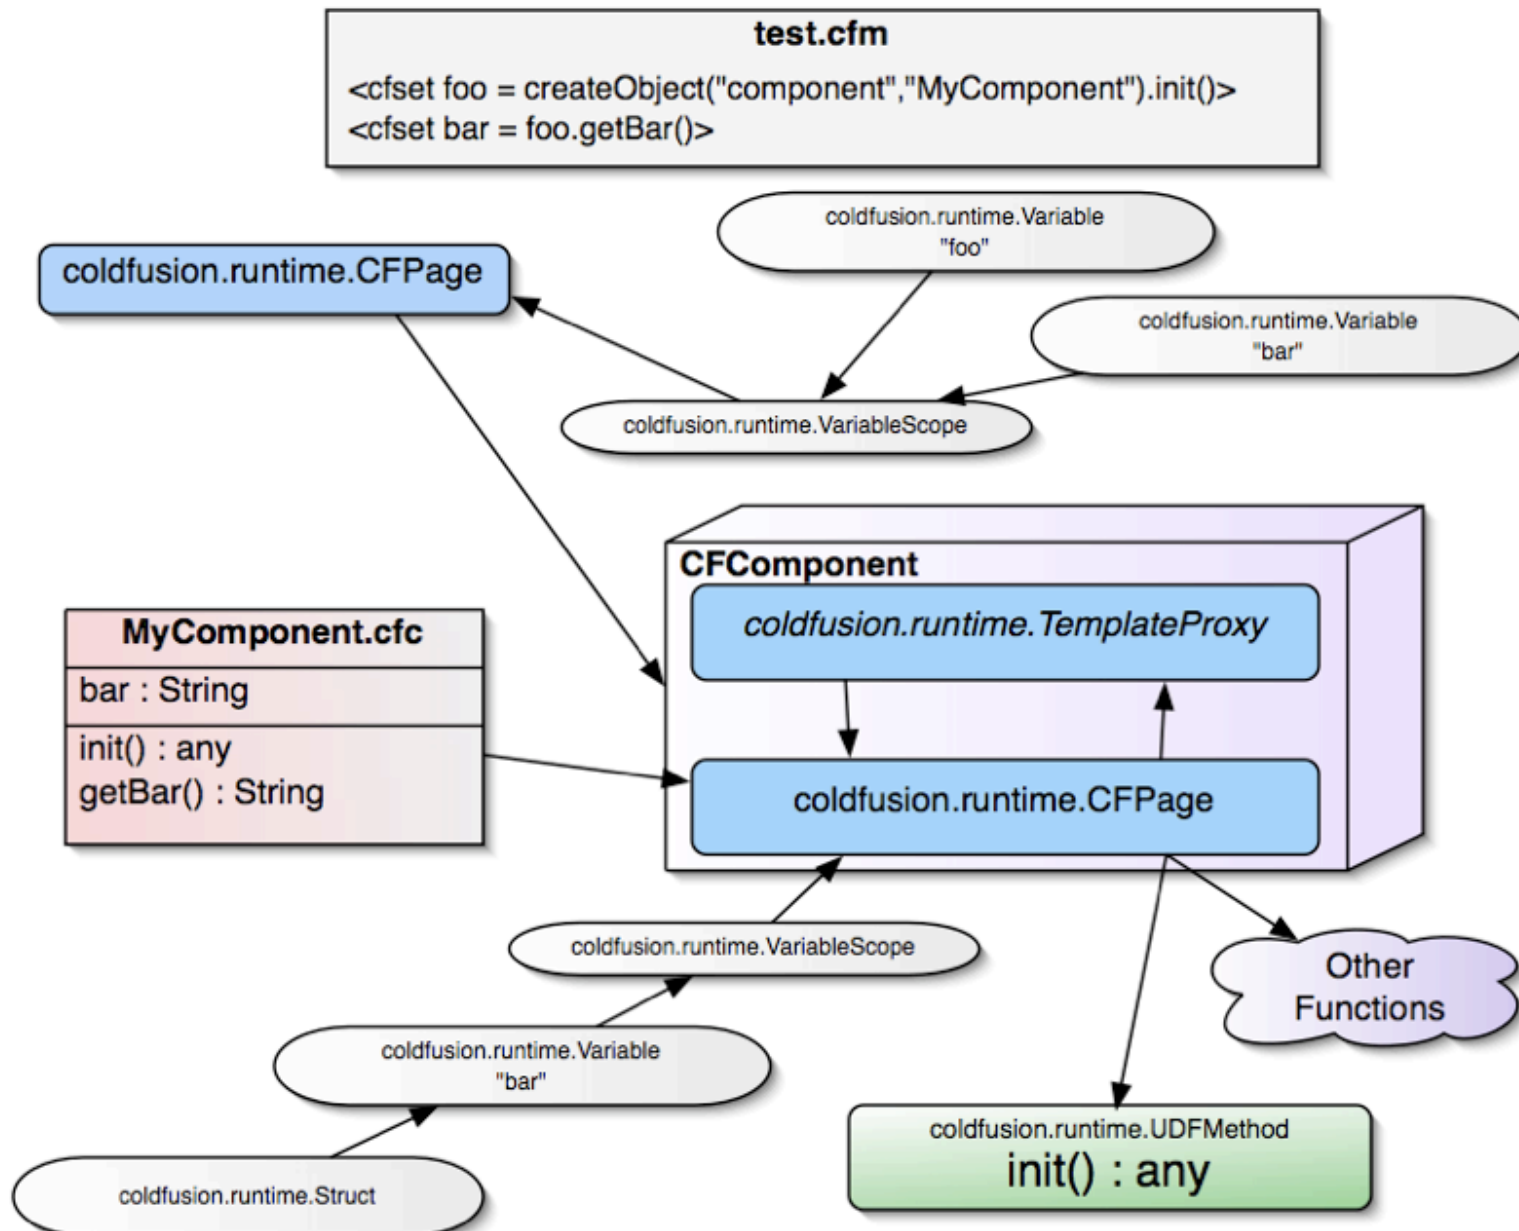 test.cfm
<cfset foo = createObject("component","MyComponent").init()>
<cfset bar = foo.getBar()>
coldfusion.runtime.Variable
"foo"
coldfusion.runtime.CFPage
coldfusion.runtime.Variable
"bar"
coldfusion.runtime.VariableScope
CFComponent
coldfusion.runtime.TemplateProxy
MyComponent.cfc
bar : String
init() : any
getBar() : String
coldfusion.runtime.CFPage
coldfusion.runtime.VariableScope
Other
Functions
coldfusion.runtime.Variable
"bar"
coldfusion.runtime.UDFMethod
init() : any
coldfusion.runtime.Struct